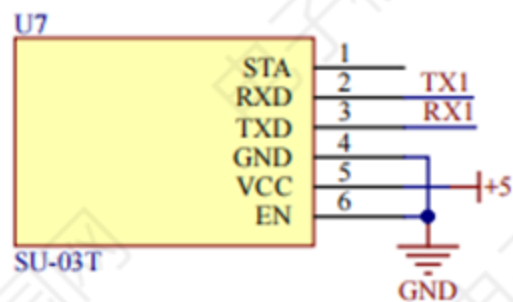 U7
STA 1
RXD 2 TX1
TXD 3 RX1
GND 4
VCC 5 +5
EN 6
SU-03T
GND